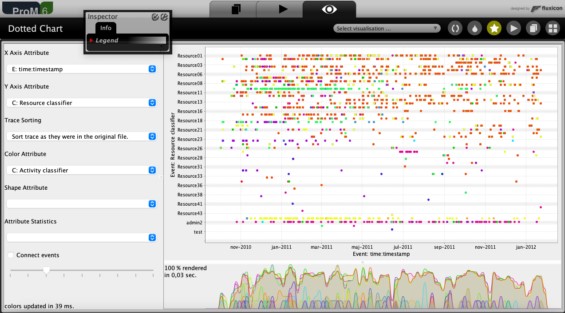 ProM 6
Inspector
Info
Legend
designed by fluxicon
Dotted Chart
Select visualisation ...
X Axis Attribute
E: time:timestamp
Y Axis Attribute
C: Resource classifier
Trace Sorting
Sort trace as they were in the original file.
Color Attribute
C: Activity classifier
Shape Attribute
Attribute Statistics
Connect events
colors updated in 39 ms.
Event: Resource classifier
Resource01
Resource03
Resource06
Resource08
Resource11
Resource13
Resource16
Resource18
Resource21
Resource23
Resource26
Resource28
Resource31
Resource33
Resource36
Resource38
Resource41
Resource43
admin2
test
nov-2010 jan-2011 mar-2011 maj-2011 jul-2011 sep-2011 nov-2011 jan-2012
Event: time:timestamp
100 % rendered
in 0,03 sec.